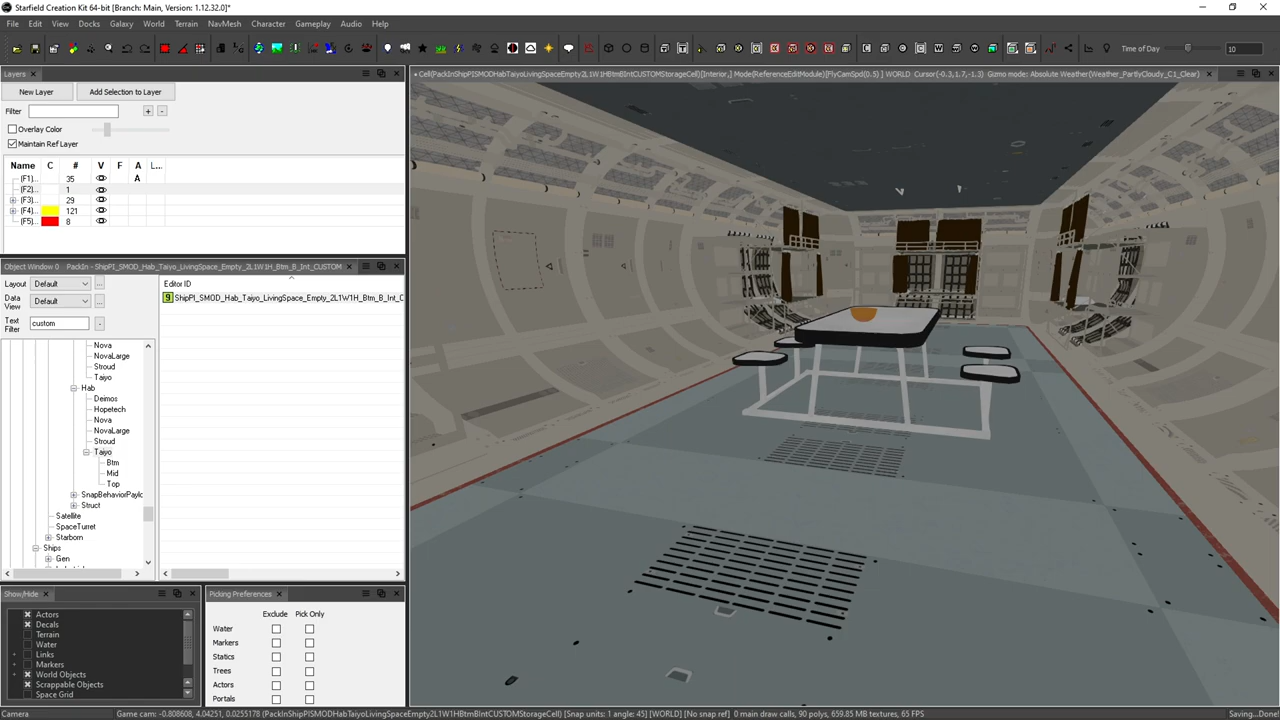 Starfield Creation Kit 64-bit [Branch: Main, Version: 1.12.32.0]*
File Edit View Docks Galaxy World Terrain NavMesh Character Gameplay Audio Help
Time of Day 10
Layers
New Layer Add Selection to Layer
Filter + -
Overlay Color
Maintain Ref Layer
Name C # V F A L...
(F1)... 35 A
(F2)... 1
(F3)... 29
(F4)... 121
(F5)... 8
Object Window 0 PackIn - ShipPI_SMOD_Hab_Taiyo_LivingSpace_Empty_2L1W1H_Btm_B_Int_CUSTOM
Layout Default ...
Data View Default ...
Text Filter custom
Editor ID
ShipPI_SMOD_Hab_Taiyo_LivingSpace_Empty_2L1W1H_Btm_B_Int_C
Nova
NovaLarge
Stroud
Taiyo
Hab
Deimos
Hopetech
Nova
NovaLarge
Stroud
Taiyo
Btm
Mid
Top
SnapBehaviorPaylo
Struct
Satellite
SpaceTurret
Starborn
Ships
Gen
Show/Hide
Actors
Decals
Terrain
Water
Links
Markers
World Objects
Scrappable Objects
Space Grid
Picking Preferences
Exclude Pick Only
Water
Markers
Statics
Trees
Actors
Portals
Cell(PackInShipPISMODHabTaiyoLivingSpaceEmpty2L1W1HBtmBIntCUSTOMStorageCell)[Interior,] Mode(ReferenceEditModule)[FlyCamSpd(0.5) ] WORLD Cursor(-0.3,1.7,-1.3) Gizmo mode: Absolute Weather(Weather_PartlyCloudy_C1_Clear)
Camera Game cam: -0.808608, 4.04251, 0.0255178 (PackInShipPISMODHabTaiyoLivingSpaceEmpty2L1W1HBtmBIntCUSTOMStorageCell) [Snap units: 1 angle: 45] [WORLD] [No snap ref] 0 main draw calls, 90 polys, 659.85 MB textures, 65 FPS Saving...Done!